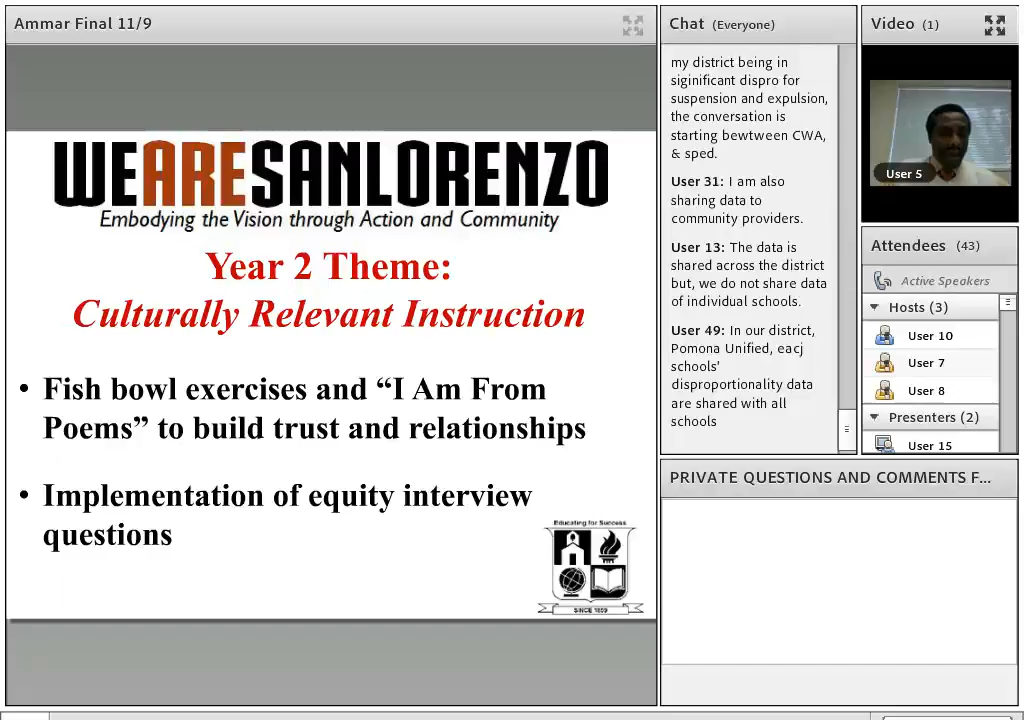 Ammar Final 11/9
WEARESANLORENZO
Embodying the Vision through Action and Community
Year 2 Theme:
Culturally Relevant Instruction
• Fish bowl exercises and “I Am From
Poems” to build trust and relationships
• Implementation of equity interview
questions
Educating for Success
SINCE 1859
Chat (Everyone)
my district being in
siginificant dispro for
suspension and expulsion,
the conversation is
starting bewtween CWA,
& sped.
User 31: I am also
sharing data to
community providers.
User 13: The data is
shared across the district
but, we do not share data
of individual schools.
User 49: In our district,
Pomona Unified, eacj
schools'
disproportionality data
are shared with all
schools
Video (1)
User 5
Attendees (43)
Active Speakers
Hosts (3)
User 10
User 7
User 8
Presenters (2)
User 15
PRIVATE QUESTIONS AND COMMENTS F...